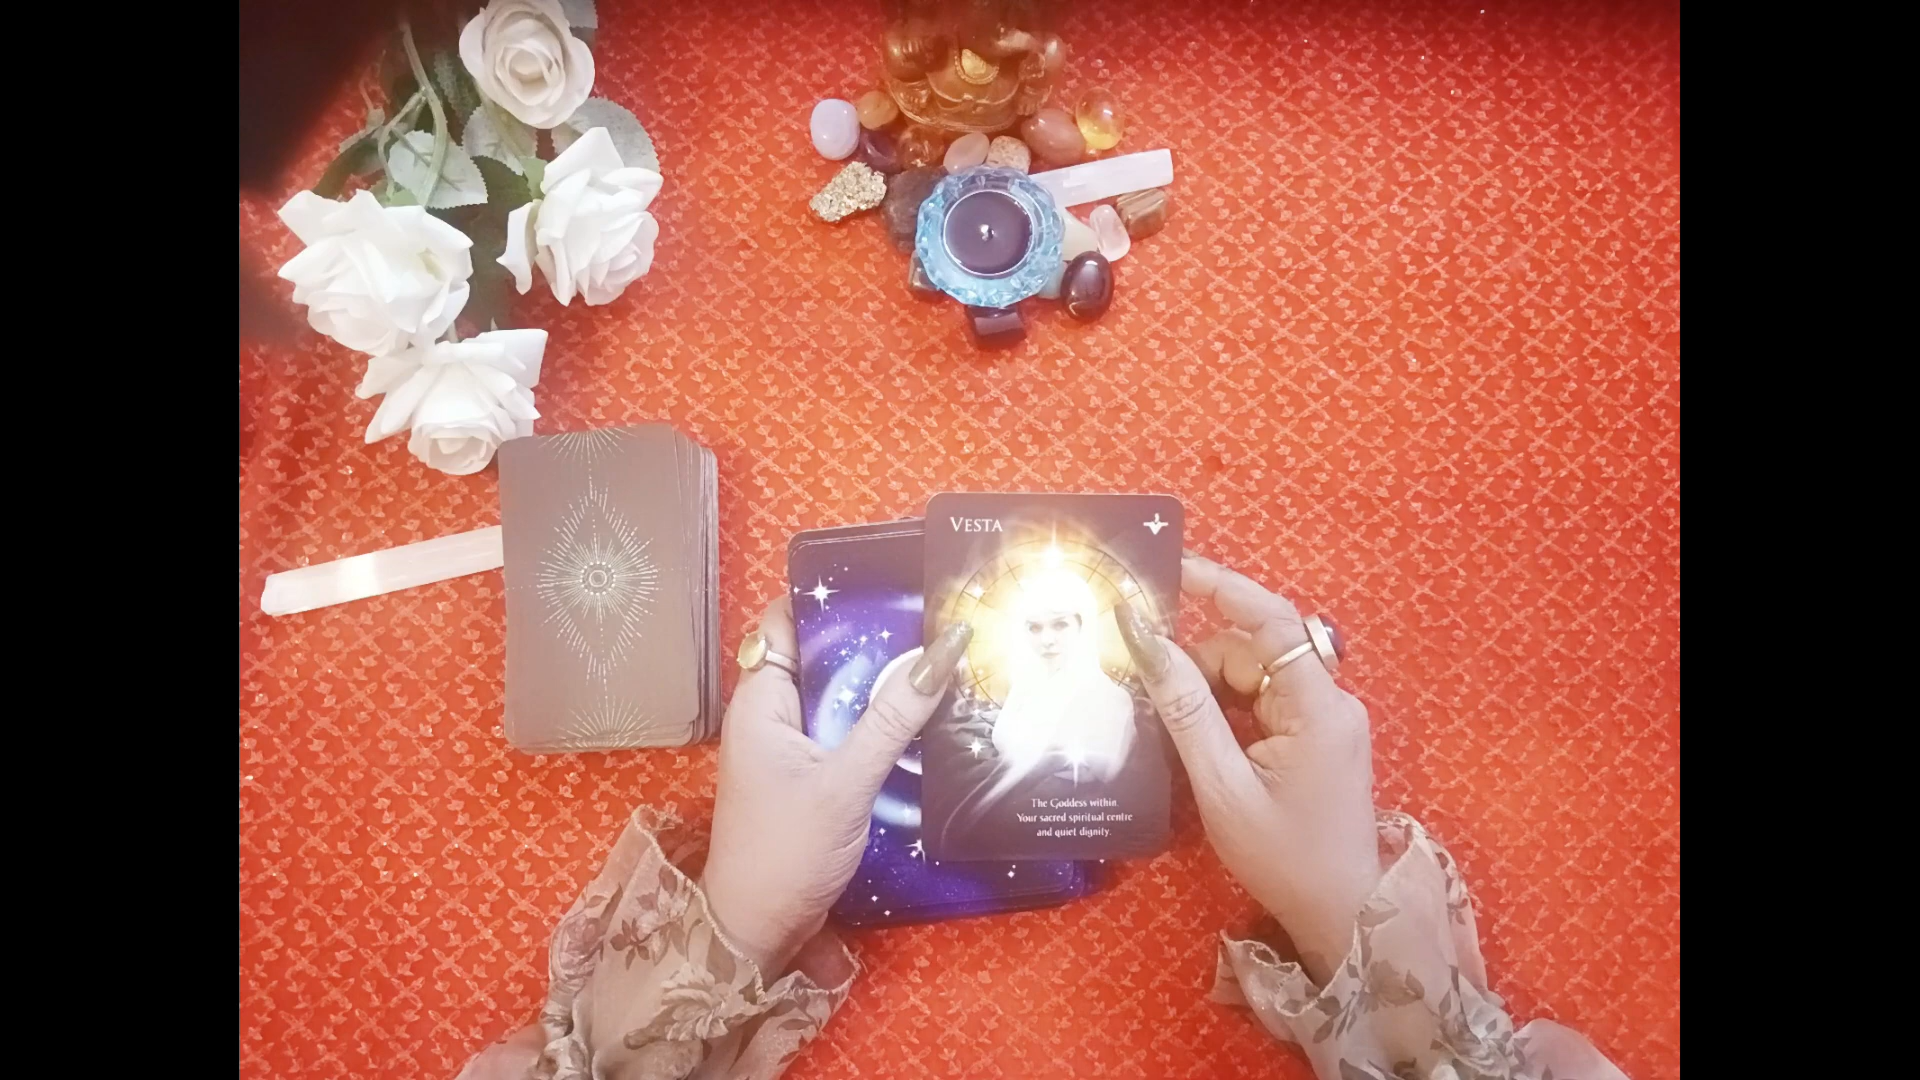 VESTA
The Goddess within.
Your sacred spiritual centre
and quiet dignity.